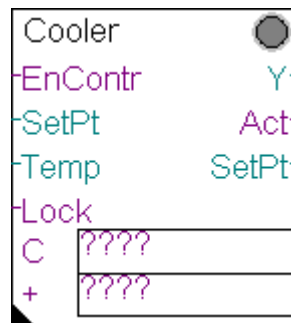 Cooler
EnContr Y
SetPt Act
Temp SetPt
Lock
C ????
+ ????